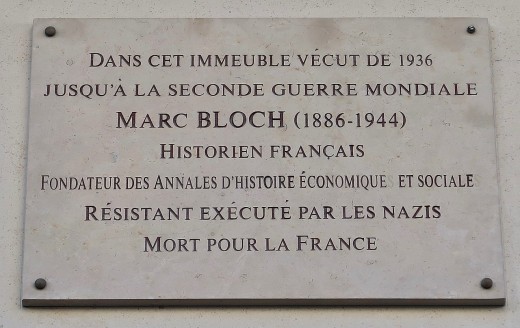 DANS CET IMMEUBLE VÉCUT DE 1936
JUSQU'À LA SECONDE GUERRE MONDIALE
MARC BLOCH (1886-1944)
HISTORIEN FRANÇAIS
FONDATEUR DES ANNALES D'HISTOIRE ÉCONOMIQUE ET SOCIALE
RÉSISTANT EXÉCUTÉ PAR LES NAZIS
MORT POUR LA FRANCE